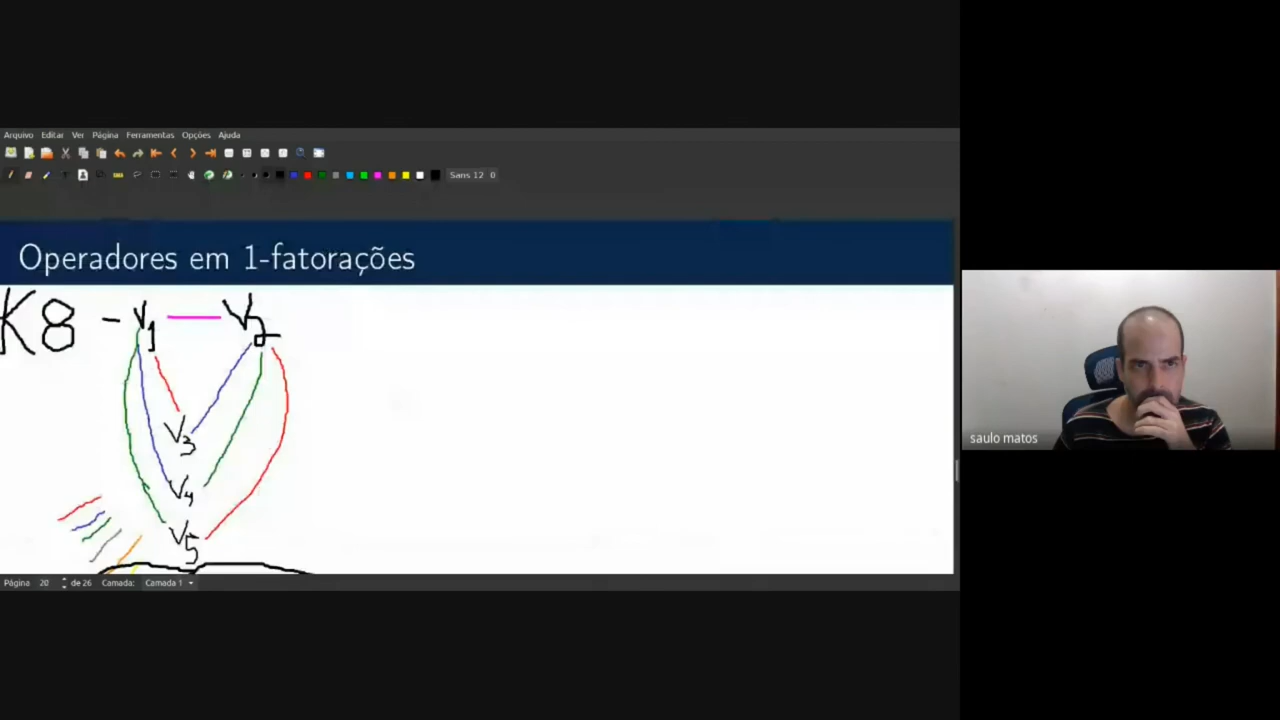 Arquivo Editar Ver Página Ferramentas Opções Ajuda
Sans 12 0
Operadores em 1-fatorações
K8 - V1 V2
V3
V4
V5
saulo matos
Página 20 de 26 Camada: Camada 1